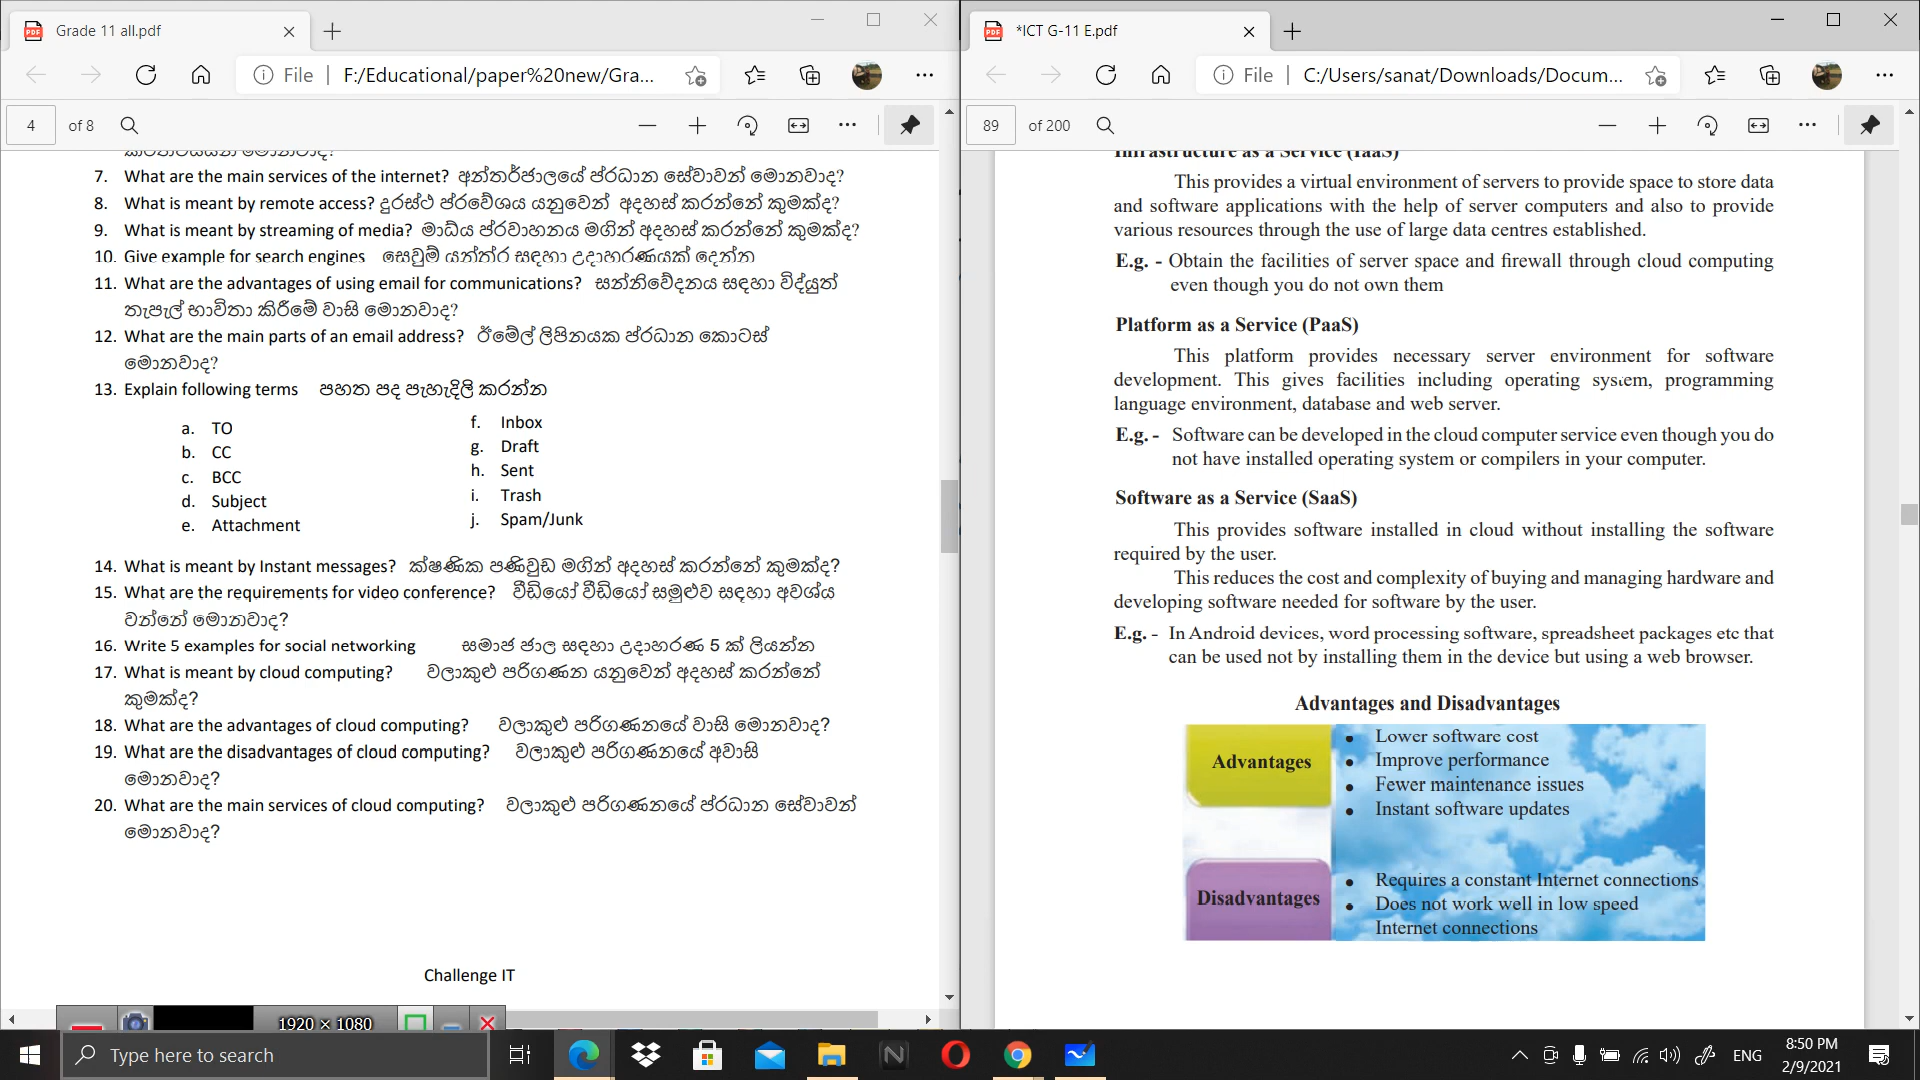 Grade 11 all.pdf
File
F:/Educational/paper%20new/Gra...
4 of 8
7. What are the main services of the internet? අන්තර්ජාලයේ ප්රධාන සේවාවන් මොනවාද?
8. What is meant by remote access? දුරස්ථ ප්රවේශය යනුවෙන් අදහස් කරන්නේ කුමක්ද?
9. What is meant by streaming of media? මාධ්ය ප්රවාහනය මගින් අදහස් කරන්නේ කුමක්ද?
10. Give example for search engines සෙවුම් යන්ත්ර සඳහා උදාහරණයක් දෙන්න
11. What are the advantages of using email for communications? සන්නිවේදනය සඳහා විද්යුත්
තැපැල් භාවිතා කිරීමේ වාසි මොනවාද?
12. What are the main parts of an email address? ඊමේල් ලිපිනයක ප්රධාන කොටස්
මොනවාද?
13. Explain following terms පහත පද පැහැදිලි කරන්න
a. TO
b. CC
c. BCC
d. Subject
e. Attachment
f. Inbox
g. Draft
h. Sent
i. Trash
j. Spam/Junk
14. What is meant by Instant messages? ක්ෂණික පණිවුඩ මගින් අදහස් කරන්නේ කුමක්ද?
15. What are the requirements for video conference? වීඩියෝ වීඩියෝ සමුළුව සඳහා අවශ්ය
වන්නේ මොනවාද?
16. Write 5 examples for social networking සමාජ ජාල සඳහා උදාහරණ 5 ක් ලියන්න
17. What is meant by cloud computing? වලාකුළු පරිගණන යනුවෙන් අදහස් කරන්නේ
කුමක්ද?
18. What are the advantages of cloud computing? වලාකුළු පරිගණනයේ වාසි මොනවාද?
19. What are the disadvantages of cloud computing? වලාකුළු පරිගණනයේ අවාසි
මොනවාද?
20. What are the main services of cloud computing? වලාකුළු පරිගණනයේ ප්රධාන සේවාවන්
මොනවාද?
Challenge IT
1920 × 1080
*ICT G-11 E.pdf
File
C:/Users/sanat/Downloads/Docum...
89 of 200
Infrastructure as a Service (IaaS)
This provides a virtual environment of servers to provide space to store data
and software applications with the help of server computers and also to provide
various resources through the use of large data centres established.
E.g. - Obtain the facilities of server space and firewall through cloud computing
even though you do not own them
Platform as a Service (PaaS)
This platform provides necessary server environment for software
development. This gives facilities including operating system, programming
language environment, database and web server.
E.g. - Software can be developed in the cloud computer service even though you do
not have installed operating system or compilers in your computer.
Software as a Service (SaaS)
This provides software installed in cloud without installing the software
required by the user.
This reduces the cost and complexity of buying and managing hardware and
developing software needed for software by the user.
E.g. - In Android devices, word processing software, spreadsheet packages etc that
can be used not by installing them in the device but using a web browser.
Advantages and Disadvantages
Advantages
• Lower software cost
• Improve performance
• Fewer maintenance issues
• Instant software updates
Disadvantages
• Requires a constant Internet connections
• Does not work well in low speed
Internet connections
Type here to search
ENG
8:50 PM
2/9/2021